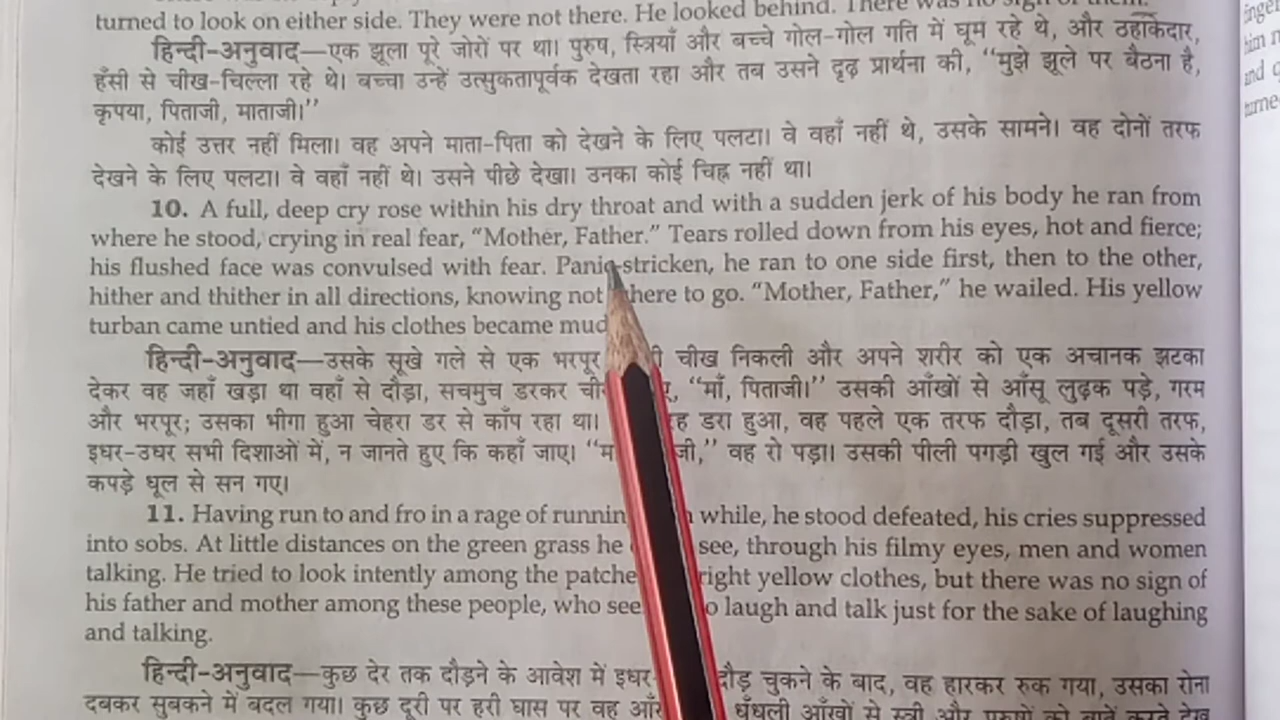 turned to look on either side. They were not there. He looked behind. There was no sign of them.
हिन्दी-अनुवाद—एक झूला पूरे जोरों पर था। पुरुष, स्त्रियाँ और बच्चे गोल-गोल गति में घूम रहे थे, और ठहाकेदार,
हँसी से चीख-चिल्ला रहे थे। बच्चा उन्हें उत्सुकतापूर्वक देखता रहा और तब उसने दृढ़ प्रार्थना की, ‘‘मुझे झूले पर बैठना है,
कृपया, पिताजी, माताजी।’’
कोई उत्तर नहीं मिला। वह अपने माता-पिता को देखने के लिए पलटा। वे वहाँ नहीं थे, उसके सामने। वह दोनों तरफ
देखने के लिए पलटा। वे वहाँ नहीं थे। उसने पीछे देखा। उनका कोई चिह्न नहीं था।
10. A full, deep cry rose within his dry throat and with a sudden jerk of his body he ran from
where he stood, crying in real fear, “Mother, Father.” Tears rolled down from his eyes, hot and fierce;
his flushed face was convulsed with fear. Panic-stricken, he ran to one side first, then to the other,
hither and thither in all directions, knowing not where to go. “Mother, Father,” he wailed. His yellow
turban came untied and his clothes became mud
हिन्दी-अनुवाद—उसके सूखे गले से एक भरपूर चीख निकली और अपने शरीर को एक अचानक झटका
देकर वह जहाँ खड़ा था वहाँ से दौड़ा, सचमुच डरकर ‘‘माँ, पिताजी।’’ उसकी आँखों से आँसू लुढ़क पड़े, गरम
और भरपूर; उसका भीगा हुआ चेहरा डर से काँप रहा था। डरा हुआ, वह पहले एक तरफ दौड़ा, तब दूसरी तरफ,
इधर-उधर सभी दिशाओं में, न जानते हुए कि कहाँ जाए। वह रो पड़ा। उसकी पीली पगड़ी खुल गई और उसके
कपड़े धूल से सन गए।
11. Having run to and fro in a rage of runnin while, he stood defeated, his cries suppressed
into sobs. At little distances on the green grass he see, through his filmy eyes, men and women
talking. He tried to look intently among the patche right yellow clothes, but there was no sign of
his father and mother among these people, who see o laugh and talk just for the sake of laughing
and talking.
हिन्दी-अनुवाद—कुछ देर तक दौड़ने के आवेश में इधर- दौड़ चुकने के बाद, वह हारकर रुक गया, उसका रोना
दबकर सुबकने में बदल गया। कुछ दूरी पर हरी घास पर वह धुँधली आँखों से स्त्री और पुरुषों को बातें करते देख